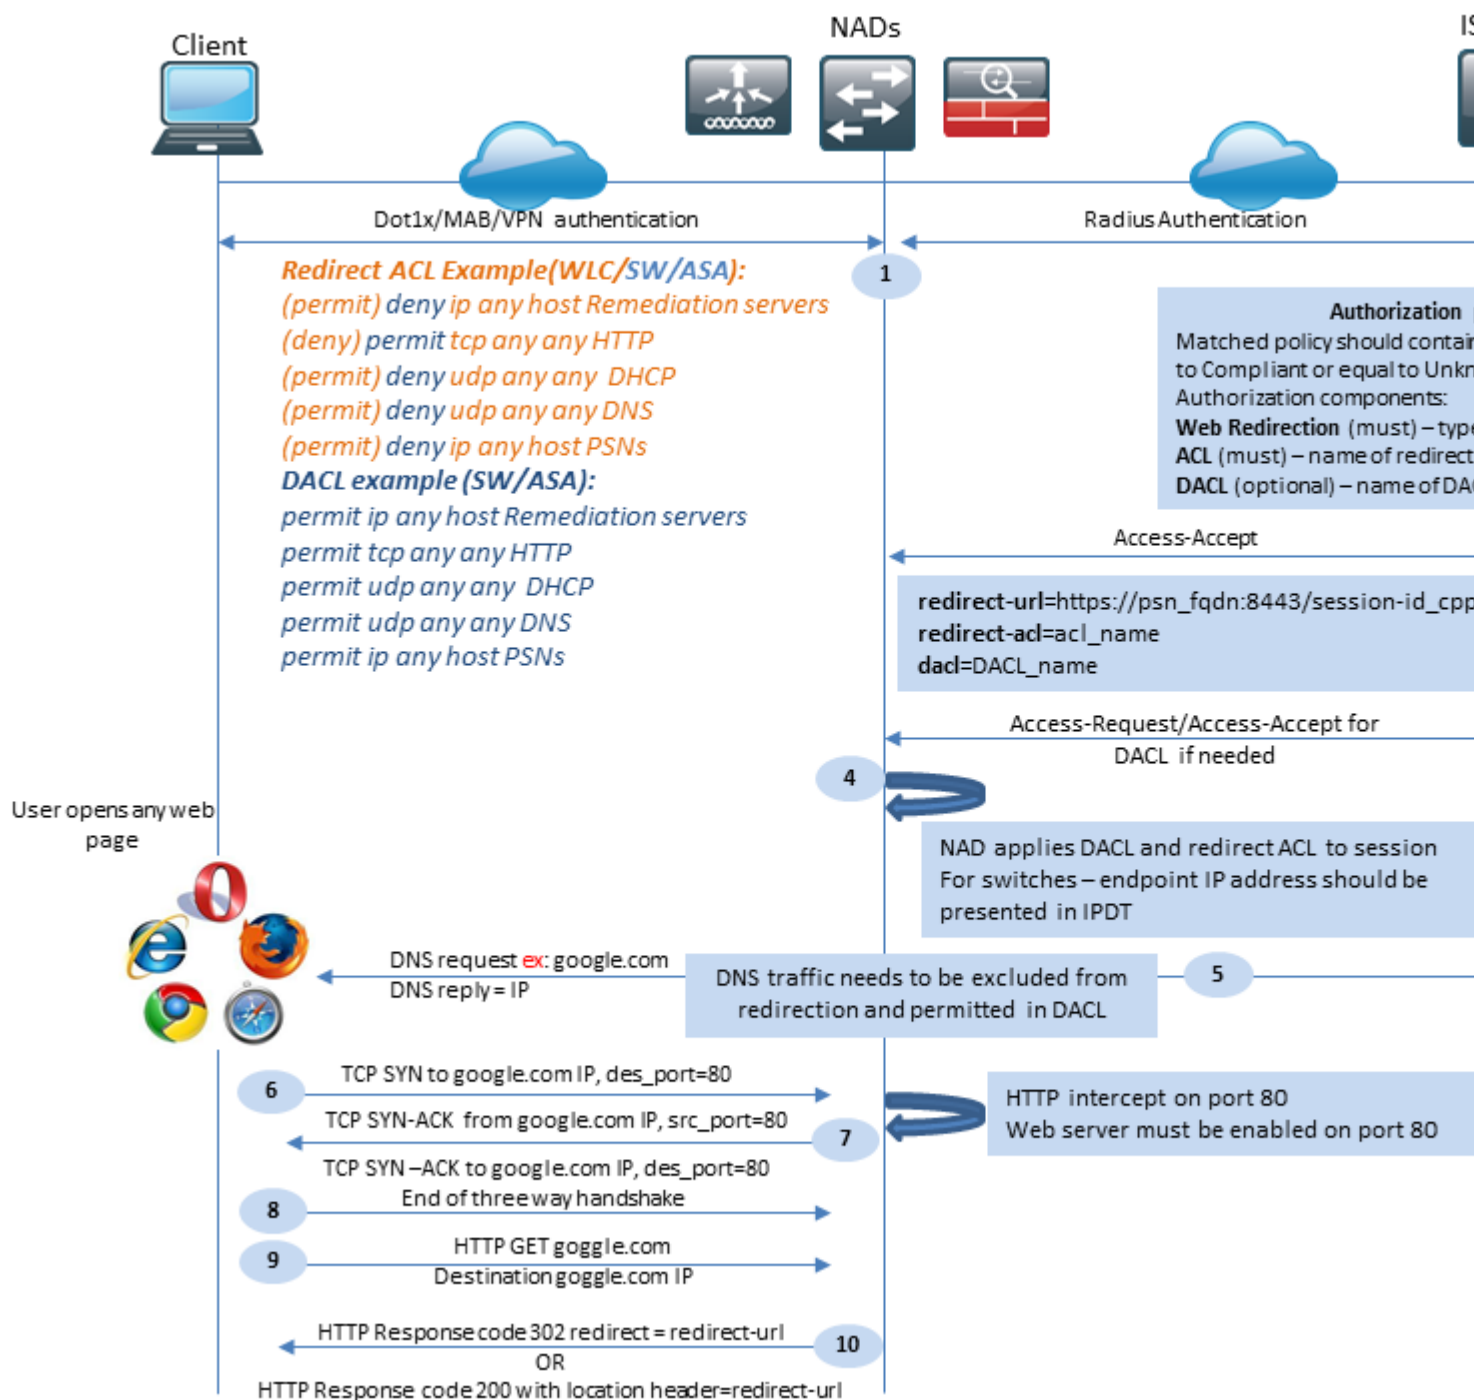 Client
NADs
Dot1x/MAB/VPN authentication
Radius Authentication
1
Redirect ACL Example(WLC/SW/ASA):
(permit) deny ip any host Remediation servers
(deny) permit tcp any any HTTP
(permit) deny udp any any DHCP
(permit) deny udp any any DNS
(permit) deny ip any host PSNs
DACL example (SW/ASA):
permit ip any host Remediation servers
permit tcp any any HTTP
permit udp any any DHCP
permit udp any any DNS
permit ip any host PSNs
Authorization
Matched policy should contain
to Compliant or equal to Unkn
Authorization components:
Web Redirection (must) – type
ACL (must) – name of redirect
DACL (optional) – name of DA
Access-Accept
redirect-url=https://psn_fqdn:8443/session-id_cpp
redirect-acl=acl_name
dacl=DACL_name
Access-Request/Access-Accept for
DACL if needed
4
NAD applies DACL and redirect ACL to session
For switches – endpoint IP address should be
presented in IPDT
User opens any web
page
DNS request ex: google.com
DNS reply = IP
DNS traffic needs to be excluded from
redirection and permitted in DACL
5
6
TCP SYN to google.com IP, des_port=80
TCP SYN-ACK from google.com IP, src_port=80
7
HTTP intercept on port 80
Web server must be enabled on port 80
TCP SYN –ACK to google.com IP, des_port=80
End of three way handshake
8
HTTP GET goggle.com
9
Destination goggle.com IP
HTTP Response code 302 redirect = redirect-url
10
OR
HTTP Response code 200 with location header=redirect-url